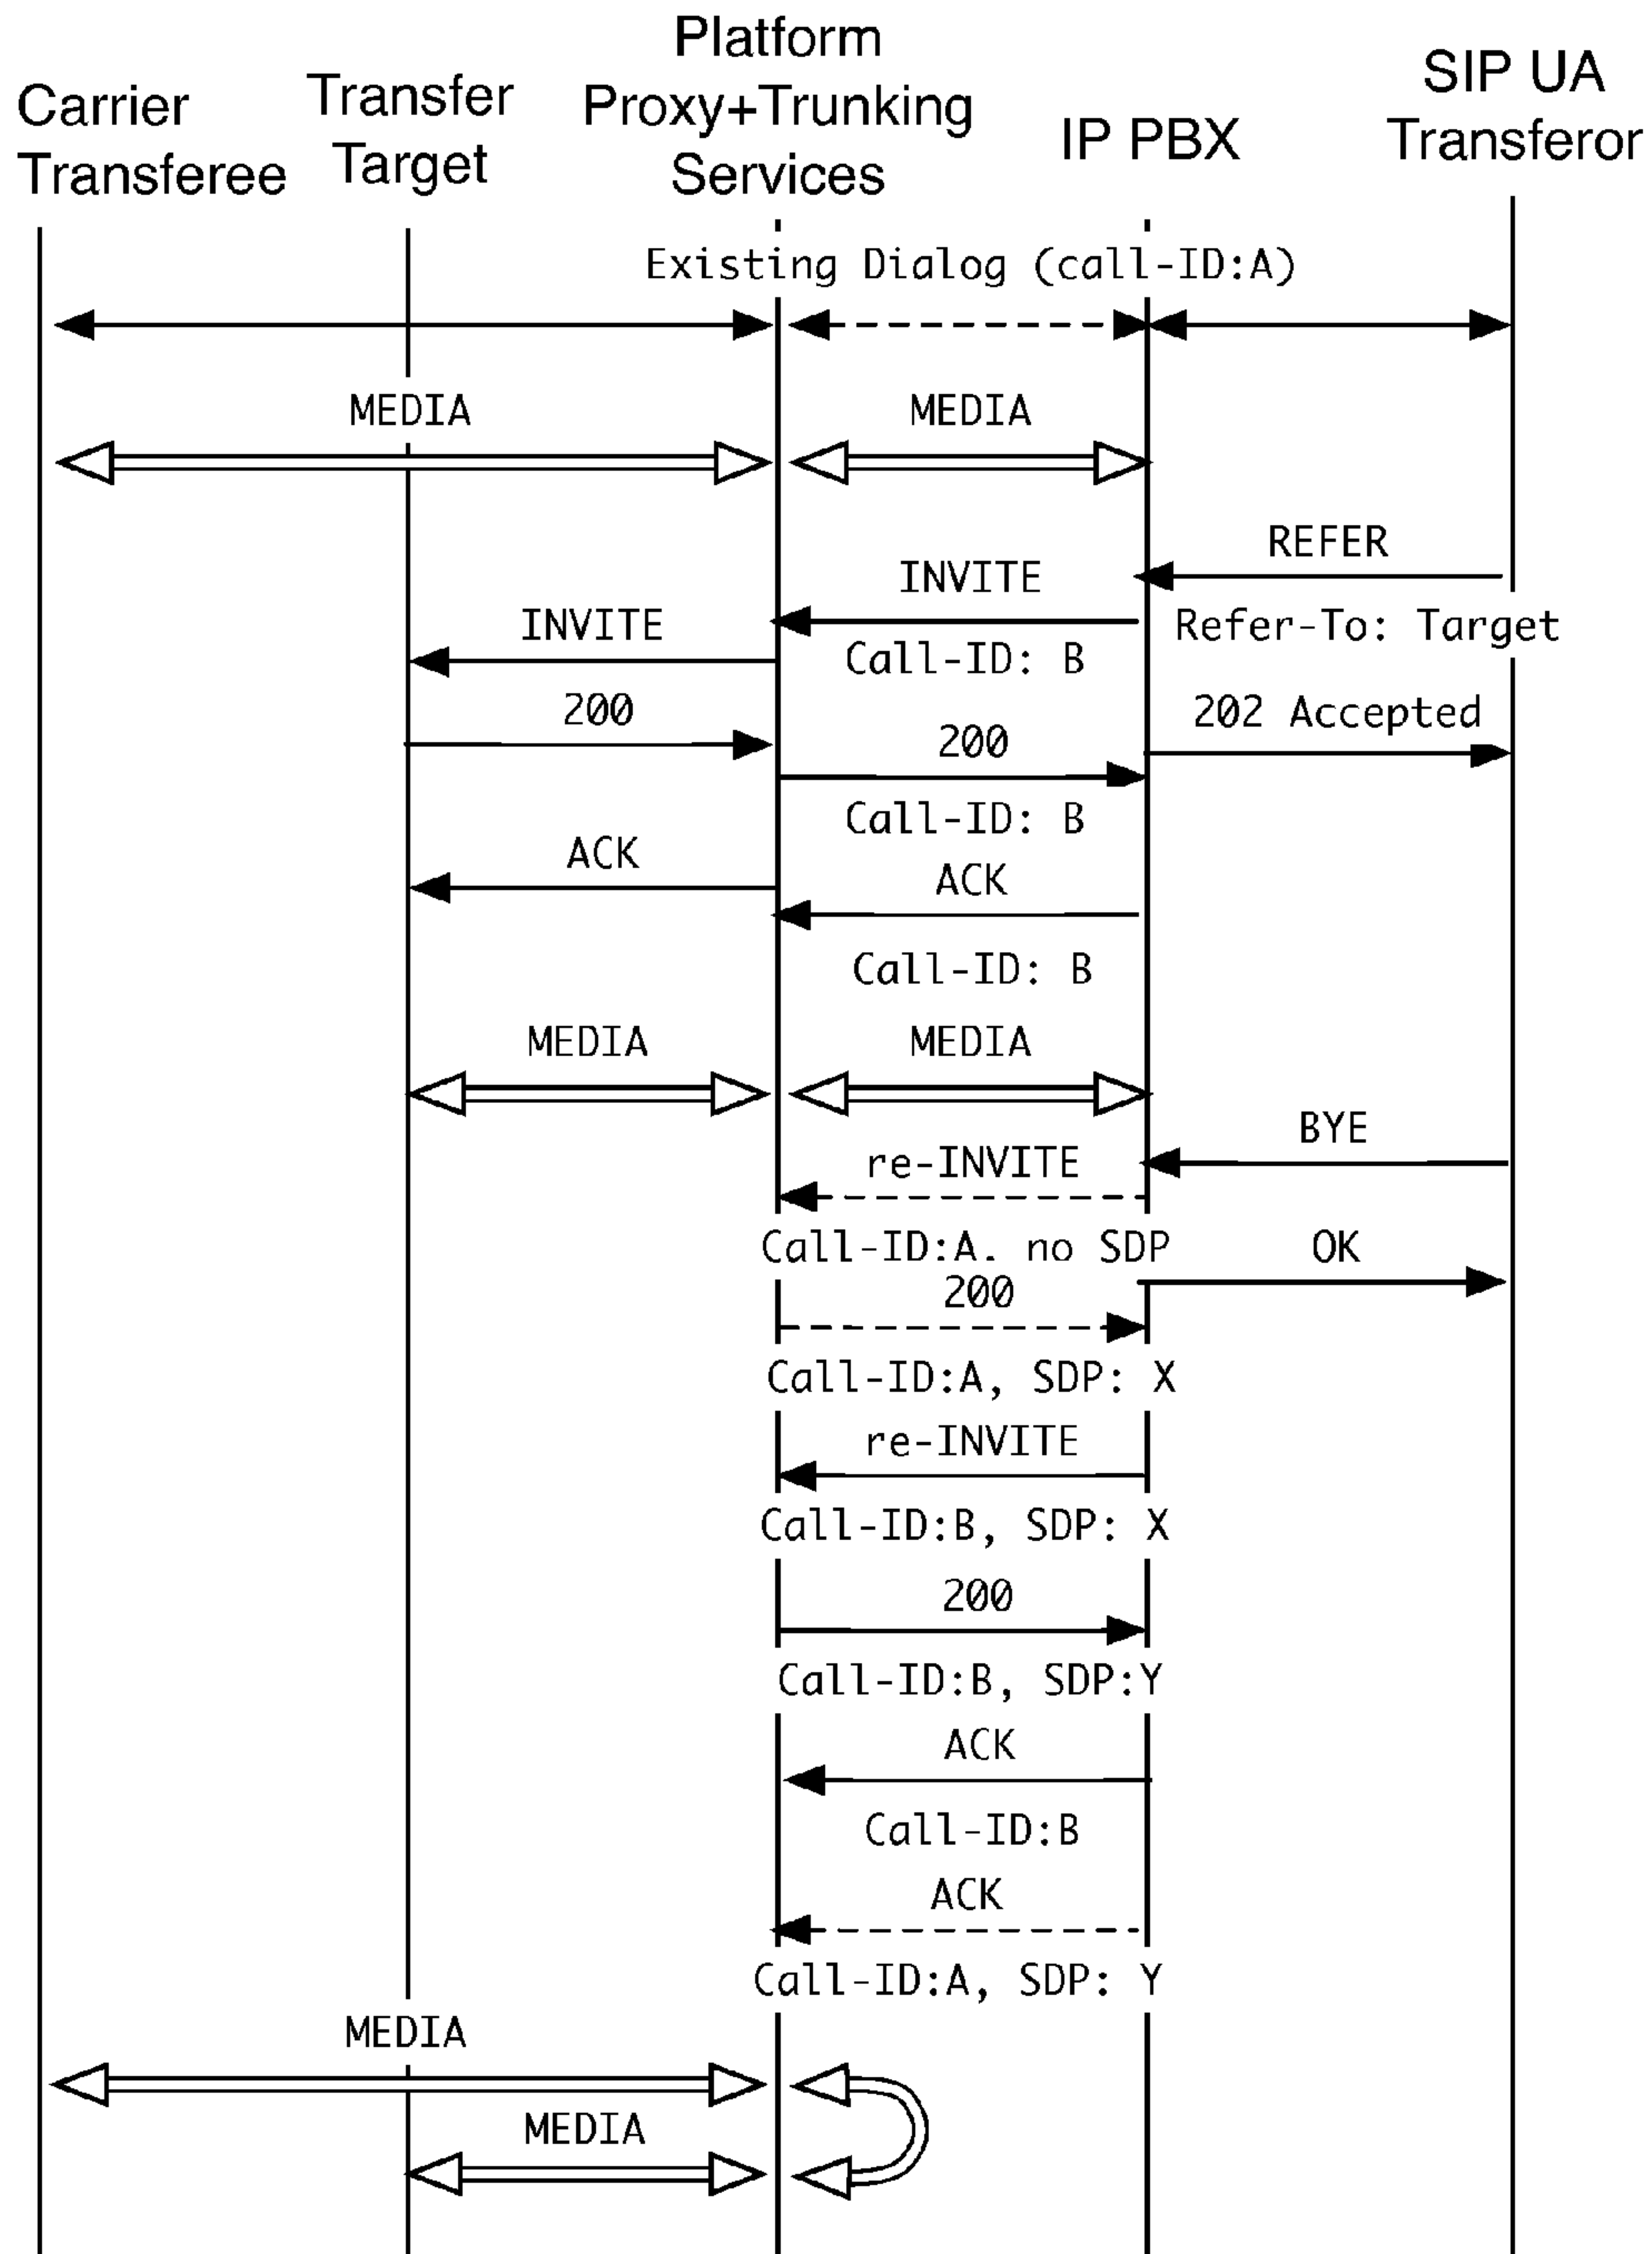 Carrier
Transferee
Transfer
Target
Platform
Proxy+Trunking
Services
IP PBX
SIP UA
Transferor
Existing Dialog (call-ID:A)
MEDIA
MEDIA
REFER
INVITE
INVITE
Refer-To: Target
Call-ID: B
200
202 Accepted
200
Call-ID: B
ACK
ACK
Call-ID: B
MEDIA
MEDIA
BYE
re-INVITE
Call-ID:A. no SDP
OK
200
Call-ID:A, SDP: X
re-INVITE
Call-ID:B, SDP: X
200
Call-ID:B, SDP:Y
ACK
Call-ID:B
ACK
Call-ID:A, SDP: Y
MEDIA
MEDIA